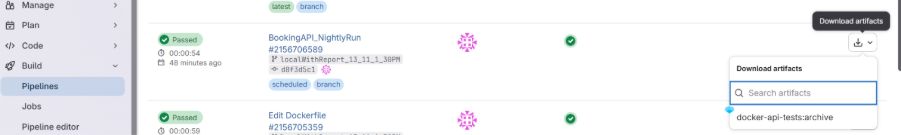 Manage
latest branch
Plan
Download artifacts
Code
Passed
BookingAPI_NightlyRun
00:00:54
#2156706589
48 minutes ago
localWithReport_13_11_1_30PM
d0f3d5c1
Build
scheduled branch
Download artifacts
Pipelines
Search artifacts
Jobs
Passed
Edit Dockerfile
docker-api-tests:archive
Pipeline editor
00:00:59
#2156705359